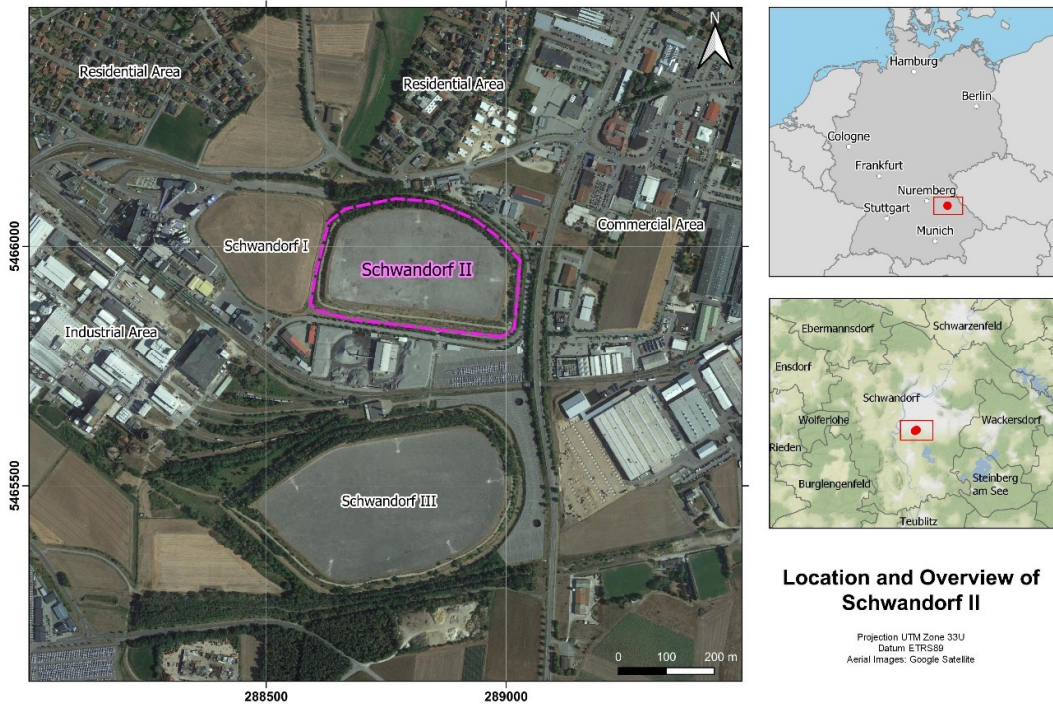 N
Residential Area
Residential Area
Commercial Area
Schwandorf I
Schwandorf II
Industrial Area
Schwandorf III
0 100 200 m
5466000
5465500
288500
289000
Hamburg
Berlin
Cologne
Frankfurt
Nuremberg
Stuttgart
Munich
Ebermannsdorf
Schwarzenfeld
Ensdorf
Schwandorf
Wolferlohe
Wackersdorf
Rieden
Burglengenfeld
Steinberg
am See
Teublitz
Location and Overview of
Schwandorf II
Projection UTM Zone 33U
Datum ETRS89
Aerial Images: Google Satellite